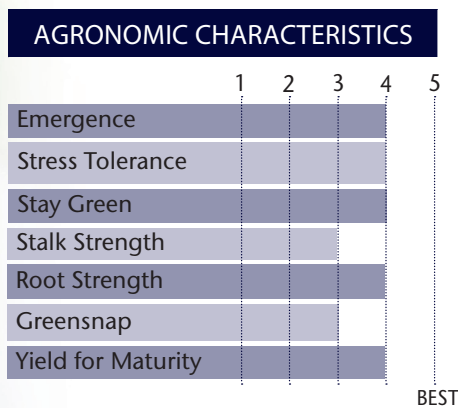 AGRONOMIC CHARACTERISTICS
1 2 3 4 5
Emergence
Stress Tolerance
Stay Green
Stalk Strength
Root Strength
Greensnap
Yield for Maturity
BEST